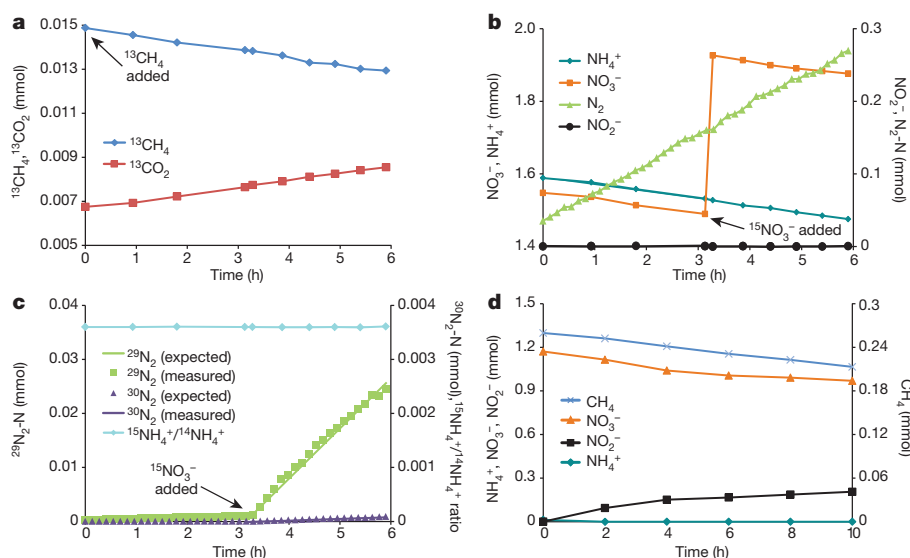 a
0.015
0.013
0.011
0.009
0.007
0.005
¹³CH₄, ¹³CO₂ (mmol)
¹³CH₄
added
¹³CH₄
¹³CO₂
0 1 2 3 4 5 6
Time (h)
b
2.0
1.8
1.6
1.4
NO₃⁻, NH₄⁺ (mmol)
NH₄⁺
NO₃⁻
N₂
NO₂⁻
¹⁵NO₃⁻ added
0.3
0.2
0.1
0
NO₂⁻, N₂-N (mmol)
0 1 2 3 4 5 6
Time (h)
c
0.04
0.03
0.02
0.01
0
²⁹N₂-N (mmol)
²⁹N₂ (expected)
²⁹N₂ (measured)
³⁰N₂ (expected)
³⁰N₂ (measured)
¹⁵NH₄⁺/¹⁴NH₄⁺
¹⁵NO₃⁻
added
0.004
0.003
0.002
0.001
0
³⁰N₂-N (mmol), ¹⁵NH₄⁺/¹⁴NH₄⁺ ratio
0 1 2 3 4 5 6
Time (h)
d
1.5
1.2
0.9
0.6
0.3
0
NH₄⁺, NO₃⁻, NO₂⁻ (mmol)
CH₄
NO₃⁻
NO₂⁻
NH₄⁺
0.3
0.24
0.18
0.12
0.06
0
CH₄ (mmol)
0 2 4 6 8 10
Time (h)